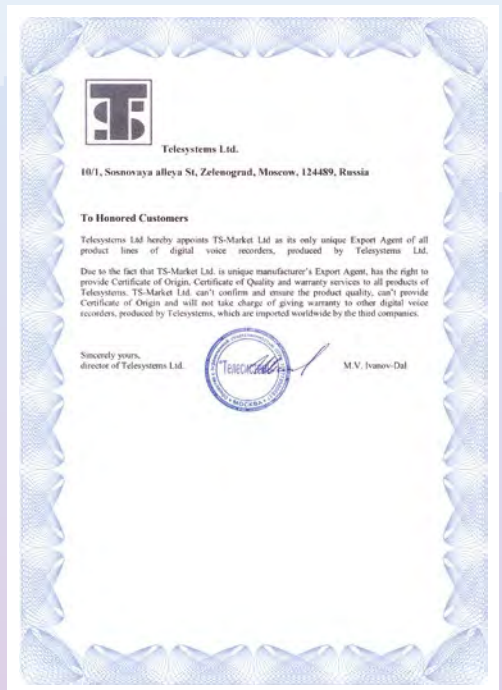 TS
Telesystems Ltd.
10/1, Sosnovaya alleya St, Zelenograd, Moscow, 124489, Russia
To Honored Customers
Telesystems Ltd hereby appoints TS-Market Ltd as its only unique Export Agent of all
product lines of digital voice recorders, produced by Telesystems Ltd.
Due to the fact that TS-Market Ltd. is unique manufacturer's Export Agent, has the right to
provide Certificate of Origin, Certificate of Quality and warranty services to all products of
Telesystems. TS-Market Ltd. can't confirm and ensure the product quality, can't provide
Certificate of Origin and will not take charge of giving warranty to other digital voice
recorders, produced by Telesystems, which are imported worldwide by the third companies.
Sincerely yours,
director of Telesystems Ltd.
M.V. Ivanov-Dal
МОСКВА